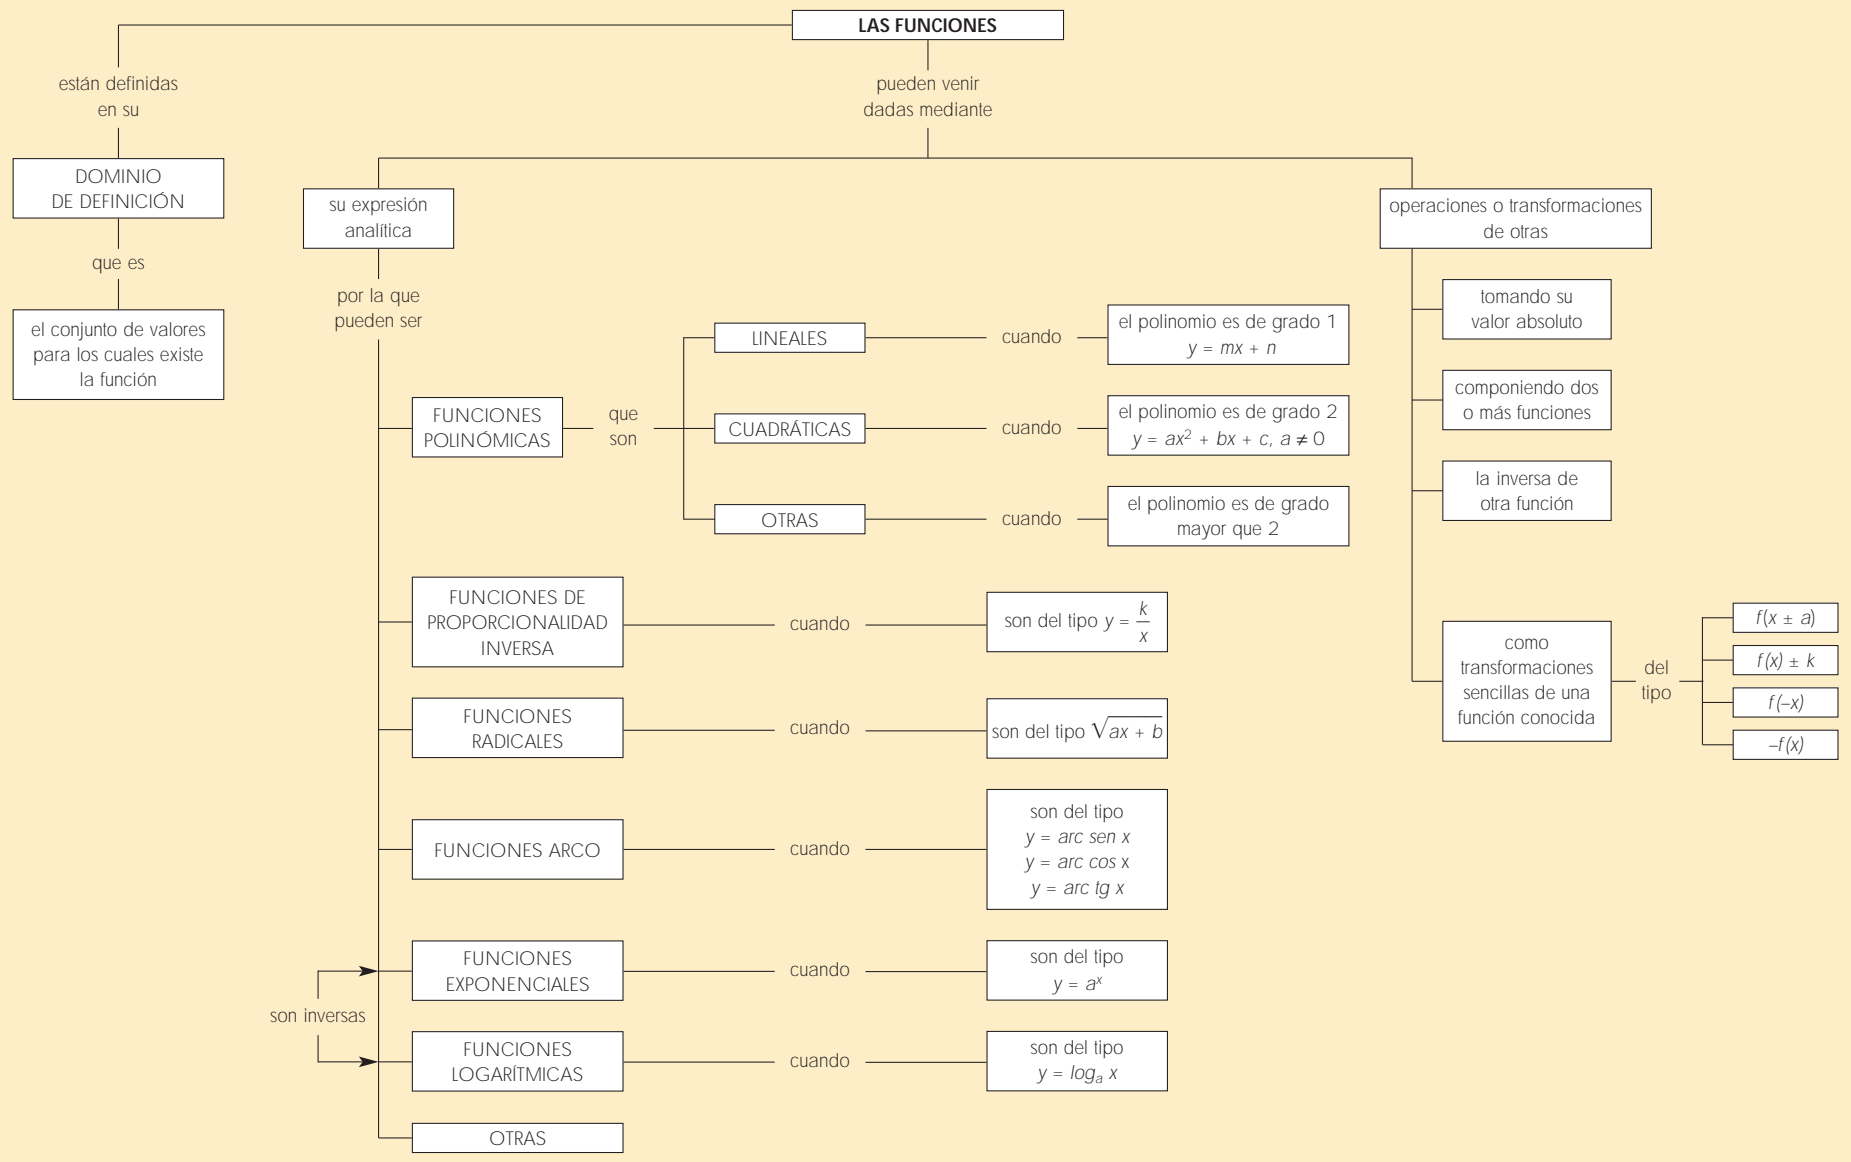 LAS FUNCIONES
están definidas
en su
DOMINIO
DE DEFINICIÓN
que es
el conjunto de valores
para los cuales existe
la función
pueden venir
dadas mediante
su expresión
analítica
por la que
pueden ser
FUNCIONES
POLINÓMICAS
que
son
LINEALES
cuando
el polinomio es de grado 1
y = mx + n
CUADRÁTICAS
cuando
el polinomio es de grado 2
y = ax² + bx + c, a ≠ 0
OTRAS
cuando
el polinomio es de grado
mayor que 2
FUNCIONES DE
PROPORCIONALIDAD
INVERSA
cuando
son del tipo y = k/x
FUNCIONES
RADICALES
cuando
son del tipo √(ax + b)
FUNCIONES ARCO
cuando
son del tipo
y = arc sen x
y = arc cos x
y = arc tg x
FUNCIONES
EXPONENCIALES
cuando
son del tipo
y = aˣ
son inversas
FUNCIONES
LOGARÍTMICAS
cuando
son del tipo
y = logₐ x
OTRAS
operaciones o transformaciones
de otras
tomando su
valor absoluto
componiendo dos
o más funciones
la inversa de
otra función
como
transformaciones
sencillas de una
función conocida
del
tipo
f(x ± a)
f(x) ± k
f(–x)
–f(x)